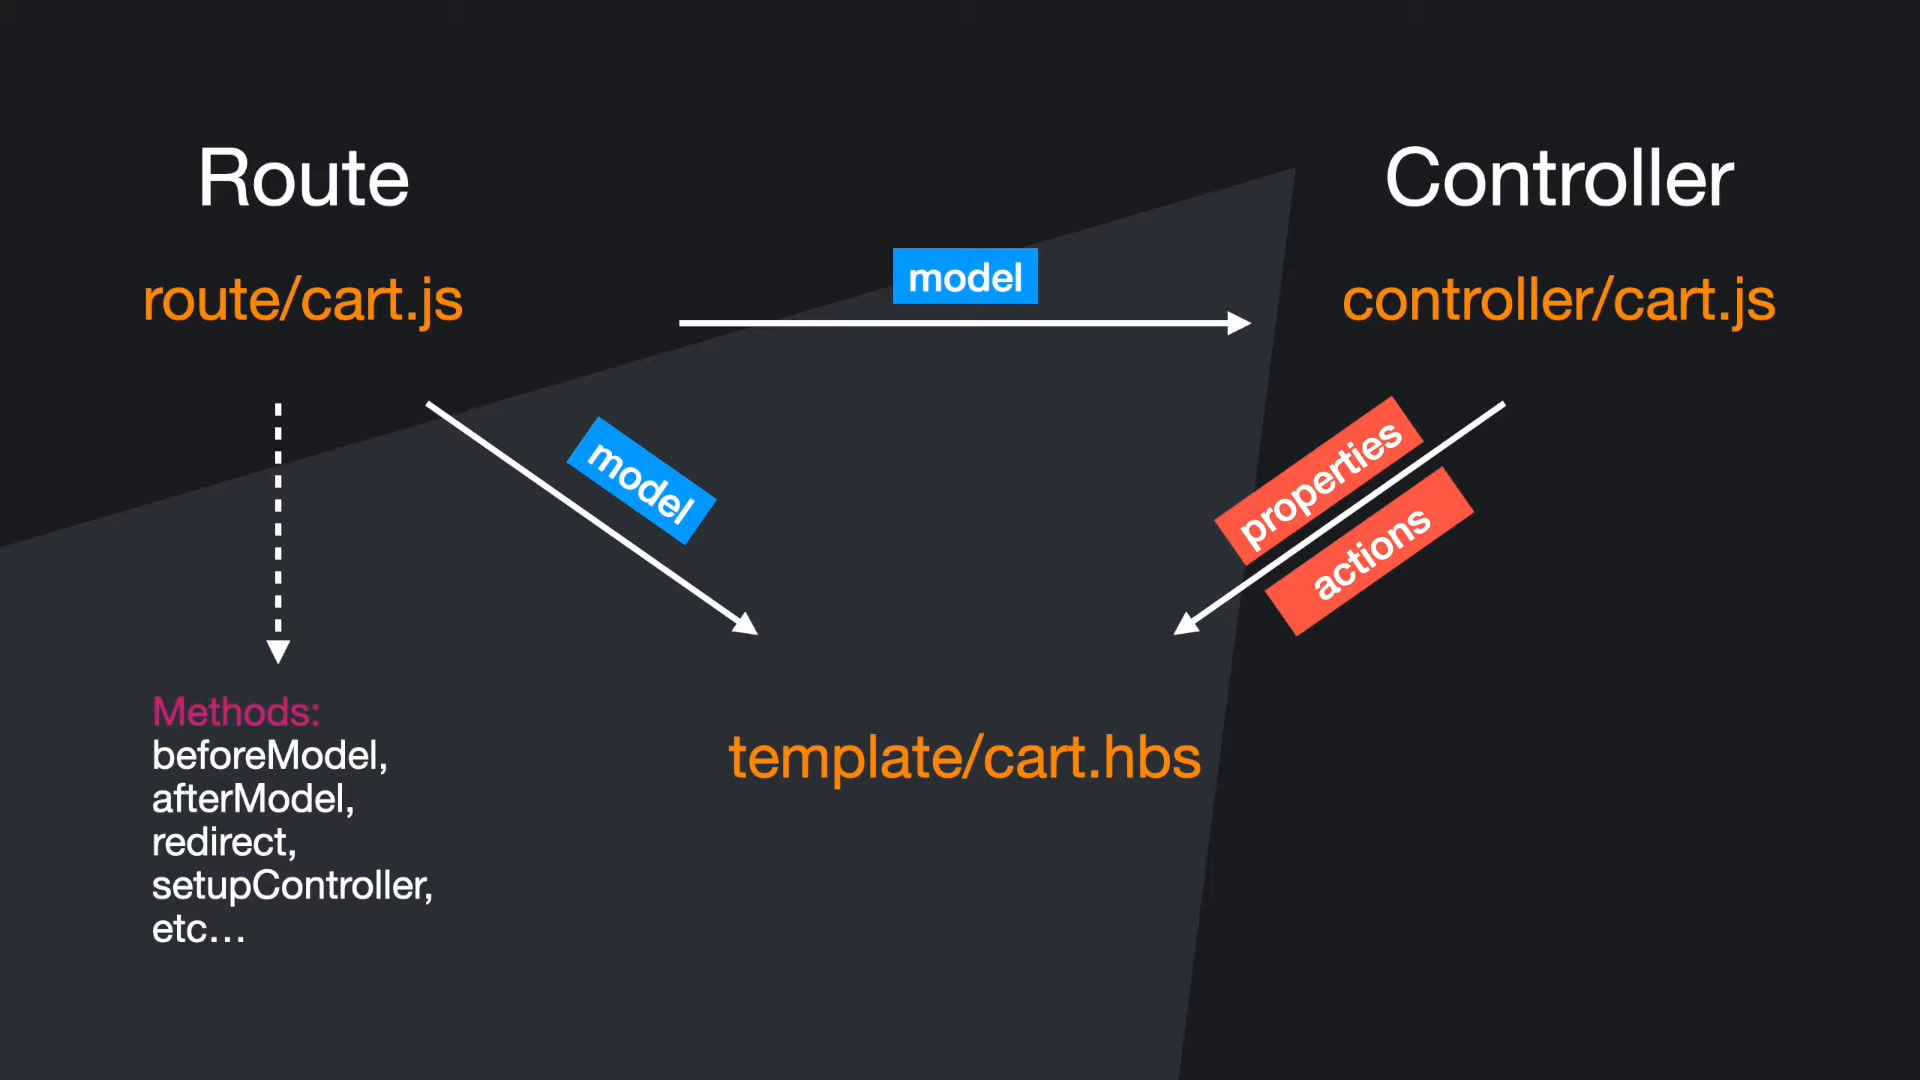 Route
Controller
route/cart.js
model
controller/cart.js
model
properties
actions
Methods:
beforeModel,
afterModel,
redirect,
setupController,
etc…
template/cart.hbs